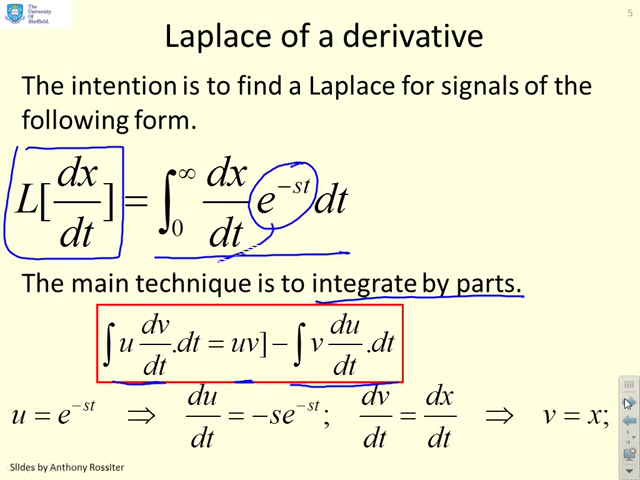 The
University
Of
Sheffield.
5
Laplace of a derivative
The intention is to find a Laplace for signals of the
following form.
L[dx/dt] = ∫₀^∞ dx/dt e^{-st} dt
The main technique is to integrate by parts.
∫ u dv/dt .dt = uv] − ∫ v du/dt .dt
u = e^{-st} ⇒ du/dt = −se^{-st}; dv/dt = dx/dt ⇒ v = x;
Slides by Anthony Rossiter